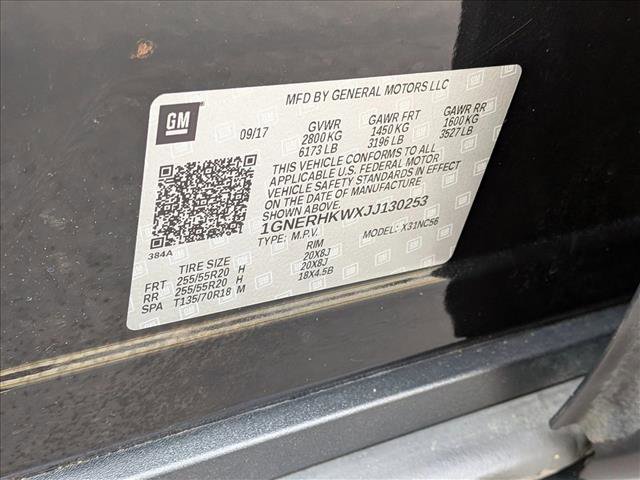 MFD BY GENERAL MOTORS LLC
GM
09/17
GVWR GAWR FRT GAWR RR
2800 KG 1450 KG 1600 KG
6173 LB 3196 LB 3527 LB
THIS VEHICLE CONFORMS TO ALL
APPLICABLE U.S. FEDERAL MOTOR
VEHICLE SAFETY STANDARDS IN EFFECT
ON THE DATE OF MANUFACTURE
SHOWN ABOVE.
1GNERHKWXJJ130253
TYPE: M.P.V. MODEL: X31NC56
384A
TIRE SIZE RIM
FRT 255/55R20 H 20X8J
RR 255/55R20 H 20X8J
SPA T135/70R18 M 18X4.5B